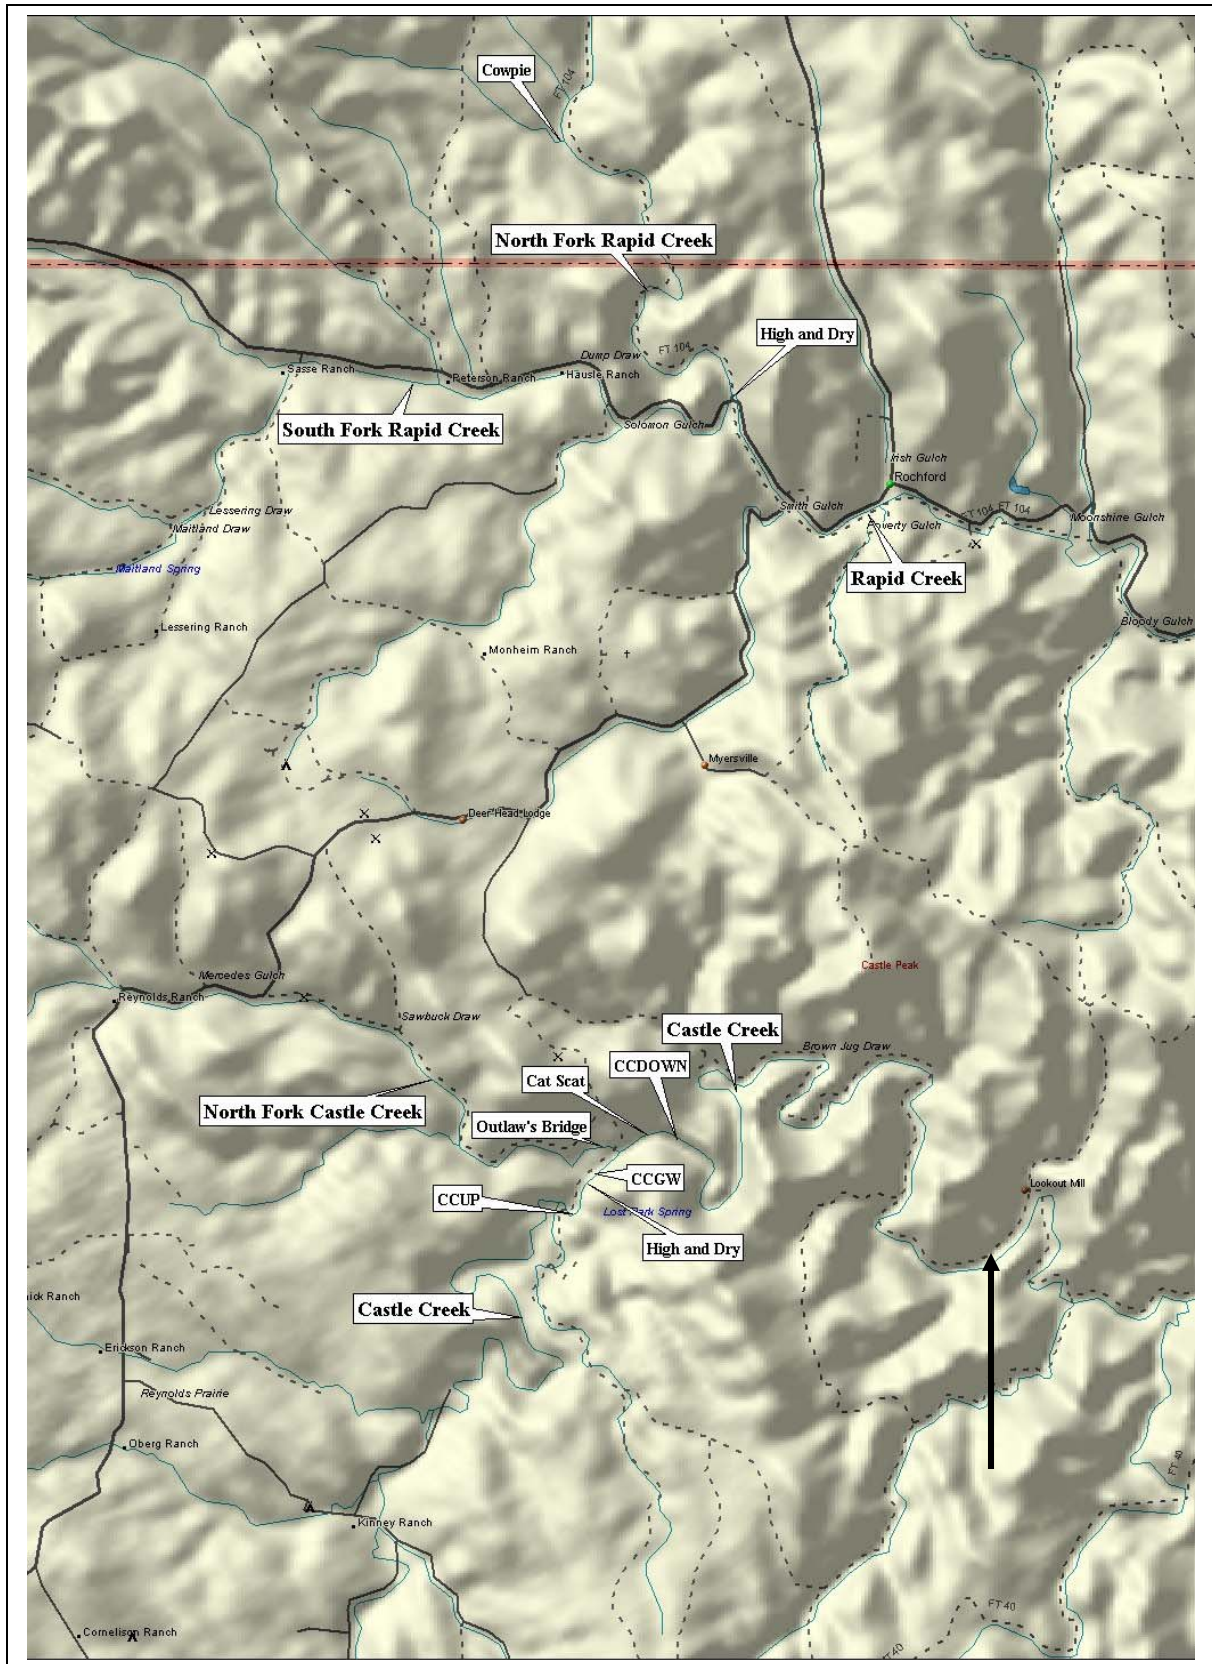 Cowpie
FT 104
North Fork Rapid Creek
High and Dry
Dump Draw
FT 104
Sasse Ranch
Peterson Ranch
Hausle Ranch
South Fork Rapid Creek
Solomon Gulch
Irish Gulch
Rochford
Lessering Draw
Smith Gulch
FT 104 FT 104
Moonshine Gulch
Maitland Draw
Poverty Gulch
Maitland Spring
Rapid Creek
Lessering Ranch
Bloody Gulch
Monheim Ranch
Myersville
Deer Head Lodge
Castle Peak
Mercedes Gulch
Reynolds Ranch
Sawbuck Draw
Castle Creek
Brown Jug Draw
CCDOWN
Cat Scat
North Fork Castle Creek
Outlaw's Bridge
CCGW
Lookout Mill
CCUP
Lost Park Spring
High and Dry
ick Ranch
Castle Creek
Erickson Ranch
Reynolds Prairie
Oberg Ranch
FT 40
Kinney Ranch
FT 40
Cornelison Ranch
FT 40